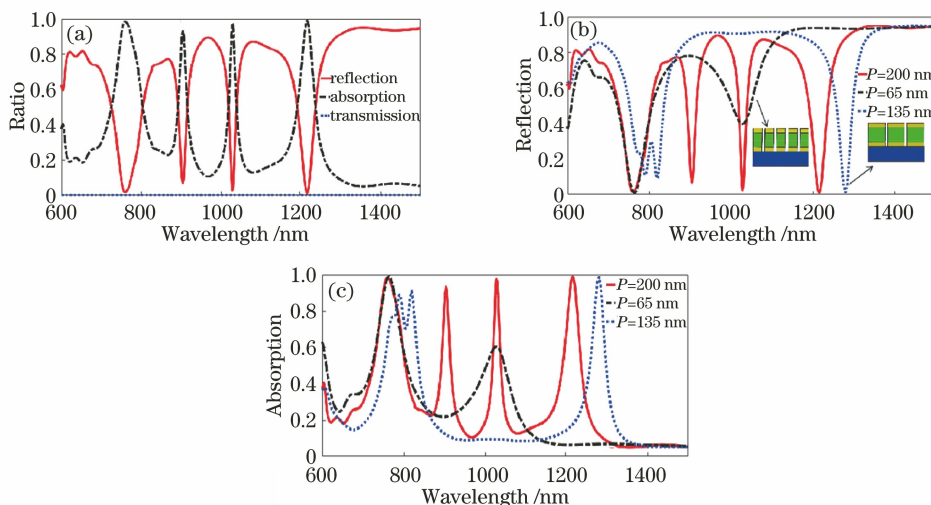 (a)
1.0
0.8
0.6
0.4
0.2
0
Ratio
reflection
absorption
transmission
600
800
1000
1200
1400
Wavelength /nm
(b)
1.0
0.8
0.6
0.4
0.2
0
Reflection
P=200 nm
P=65 nm
P=135 nm
600
800
1000
1200
1400
Wavelength /nm
(c)
1.0
0.8
0.6
0.4
0.2
0
Absorption
P=200 nm
P=65 nm
P=135 nm
600
800
1000
1200
1400
Wavelength /nm